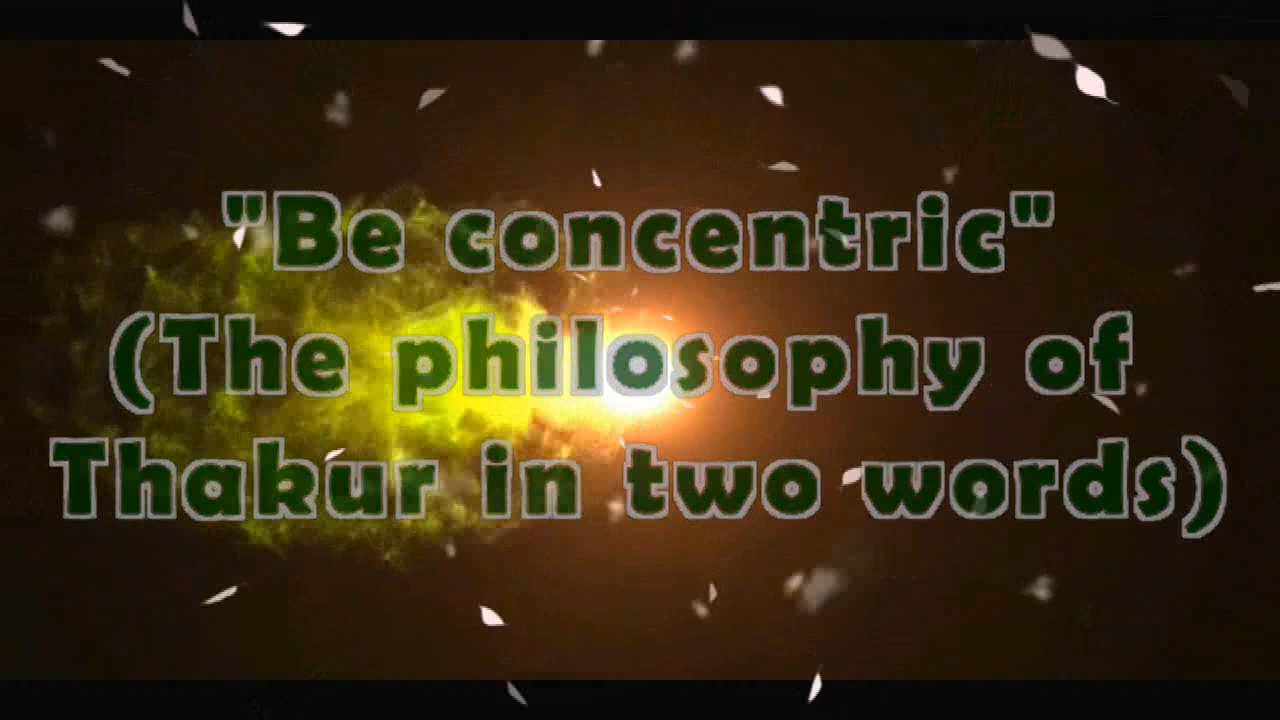 "Be concentric"
(The philosophy of
Thakur in two words)